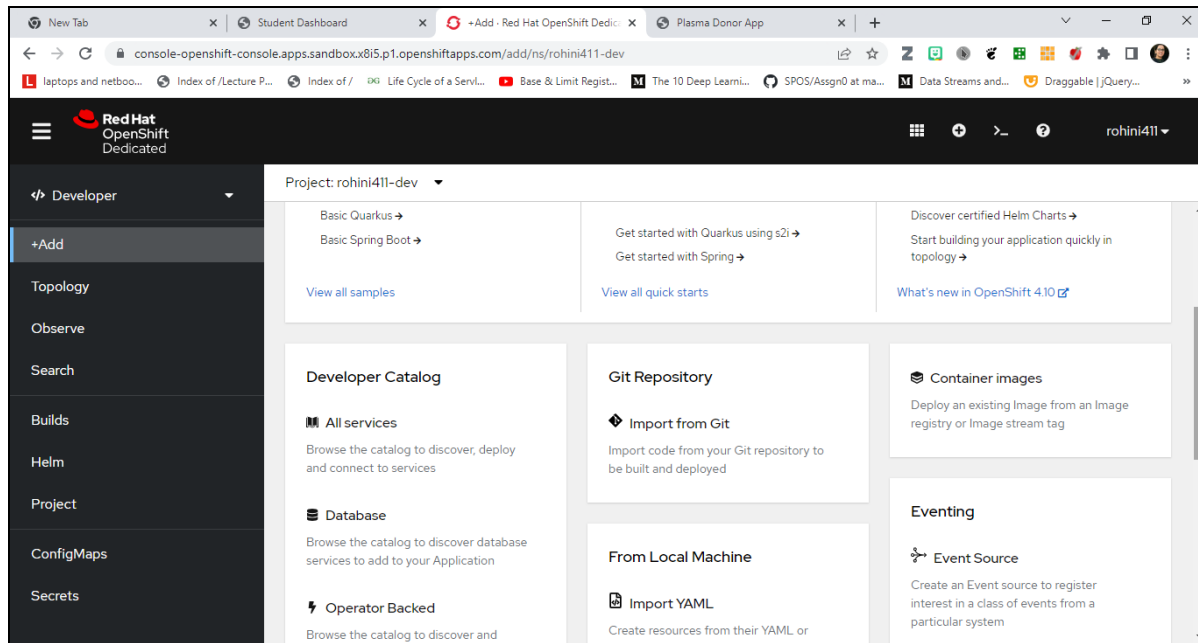 New Tab
Student Dashboard
+Add · Red Hat OpenShift Dedic
Plasma Donor App
console-openshift-console.apps.sandbox.x8i5.p1.openshiftapps.com/add/ns/rohini411-dev
laptops and netboo...
Index of /Lecture P...
Index of /
Life Cycle of a Servl...
Base & Limit Regist...
The 10 Deep Learni...
SPOS/Assgn0 at ma...
Data Streams and...
Draggable | jQuery...
Red Hat
OpenShift
Dedicated
rohini411
Developer
+Add
Topology
Observe
Search
Builds
Helm
Project
ConfigMaps
Secrets
Project: rohini411-dev
Basic Quarkus
Basic Spring Boot
View all samples
Get started with Quarkus using s2i
Get started with Spring
View all quick starts
Discover certified Helm Charts
Start building your application quickly in
topology
What's new in OpenShift 4.10
Developer Catalog
All services
Browse the catalog to discover, deploy
and connect to services
Database
Browse the catalog to discover database
services to add to your Application
Operator Backed
Browse the catalog to discover and
Git Repository
Import from Git
Import code from your Git repository to
be built and deployed
From Local Machine
Import YAML
Create resources from their YAML or
Container images
Deploy an existing Image from an Image
registry or Image stream tag
Eventing
Event Source
Create an Event source to register
interest in a class of events from a
particular system